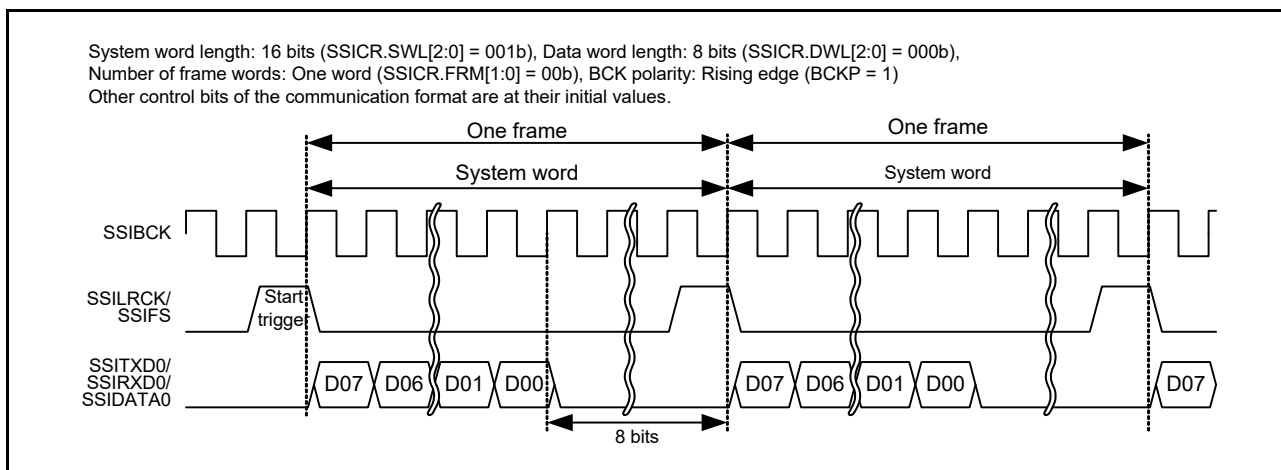 System word length: 16 bits (SSICR.SWL[2:0] = 001b), Data word length: 8 bits (SSICR.DWL[2:0] = 000b),
Number of frame words: One word (SSICR.FRM[1:0] = 00b), BCK polarity: Rising edge (BCKP = 1)
Other control bits of the communication format are at their initial values.
One frame One frame
System word System word
SSIBCK
SSILRCK/
SSIFS
Start
trigger
SSITXD0/
SSIRXD0/
SSIDATA0
D07 D06 D01 D00 D07 D06 D01 D00 D07
8 bits